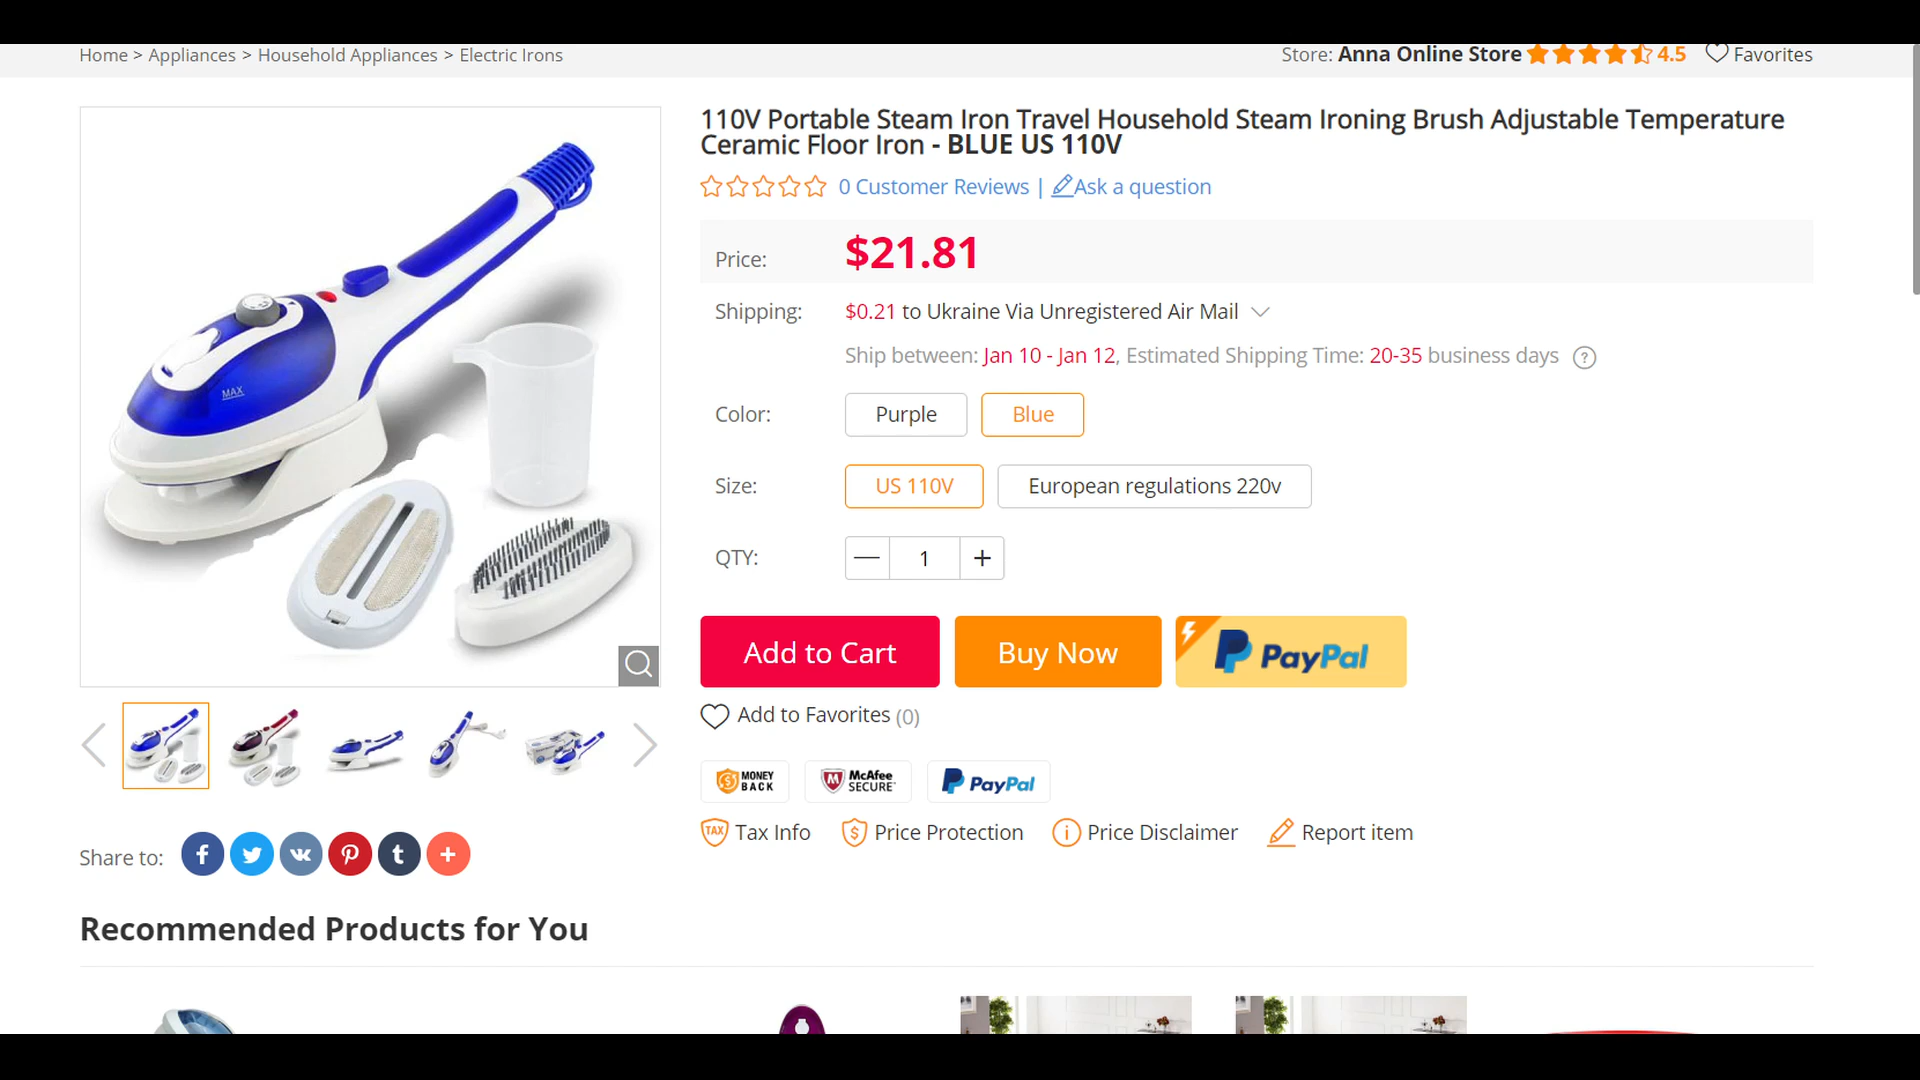 Home > Appliances > Household Appliances > Electric Irons
Store: Anna Online Store 4.5 Favorites
110V Portable Steam Iron Travel Household Steam Ironing Brush Adjustable Temperature
Ceramic Floor Iron - BLUE US 110V
0 Customer Reviews | Ask a question
Price: $21.81
Shipping: $0.21 to Ukraine Via Unregistered Air Mail
Ship between: Jan 10 - Jan 12, Estimated Shipping Time: 20-35 business days ?
Color: Purple Blue
Size: US 110V European regulations 220v
QTY: — 1 +
MAX
Add to Cart Buy Now PayPal
Add to Favorites (0)
MONEY BACK McAfee SECURE PayPal
TAX Tax Info $ Price Protection i Price Disclaimer Report item
Share to: f vk t +
Recommended Products for You